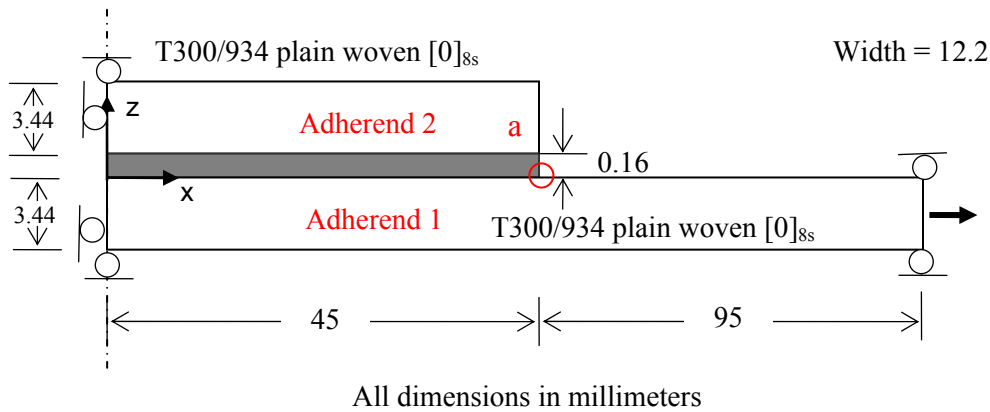 T300/934 plain woven [0]8s
Width = 12.2
z
3.44
Adherend 2
a
0.16
x
3.44
Adherend 1
T300/934 plain woven [0]8s
45
95
All dimensions in millimeters